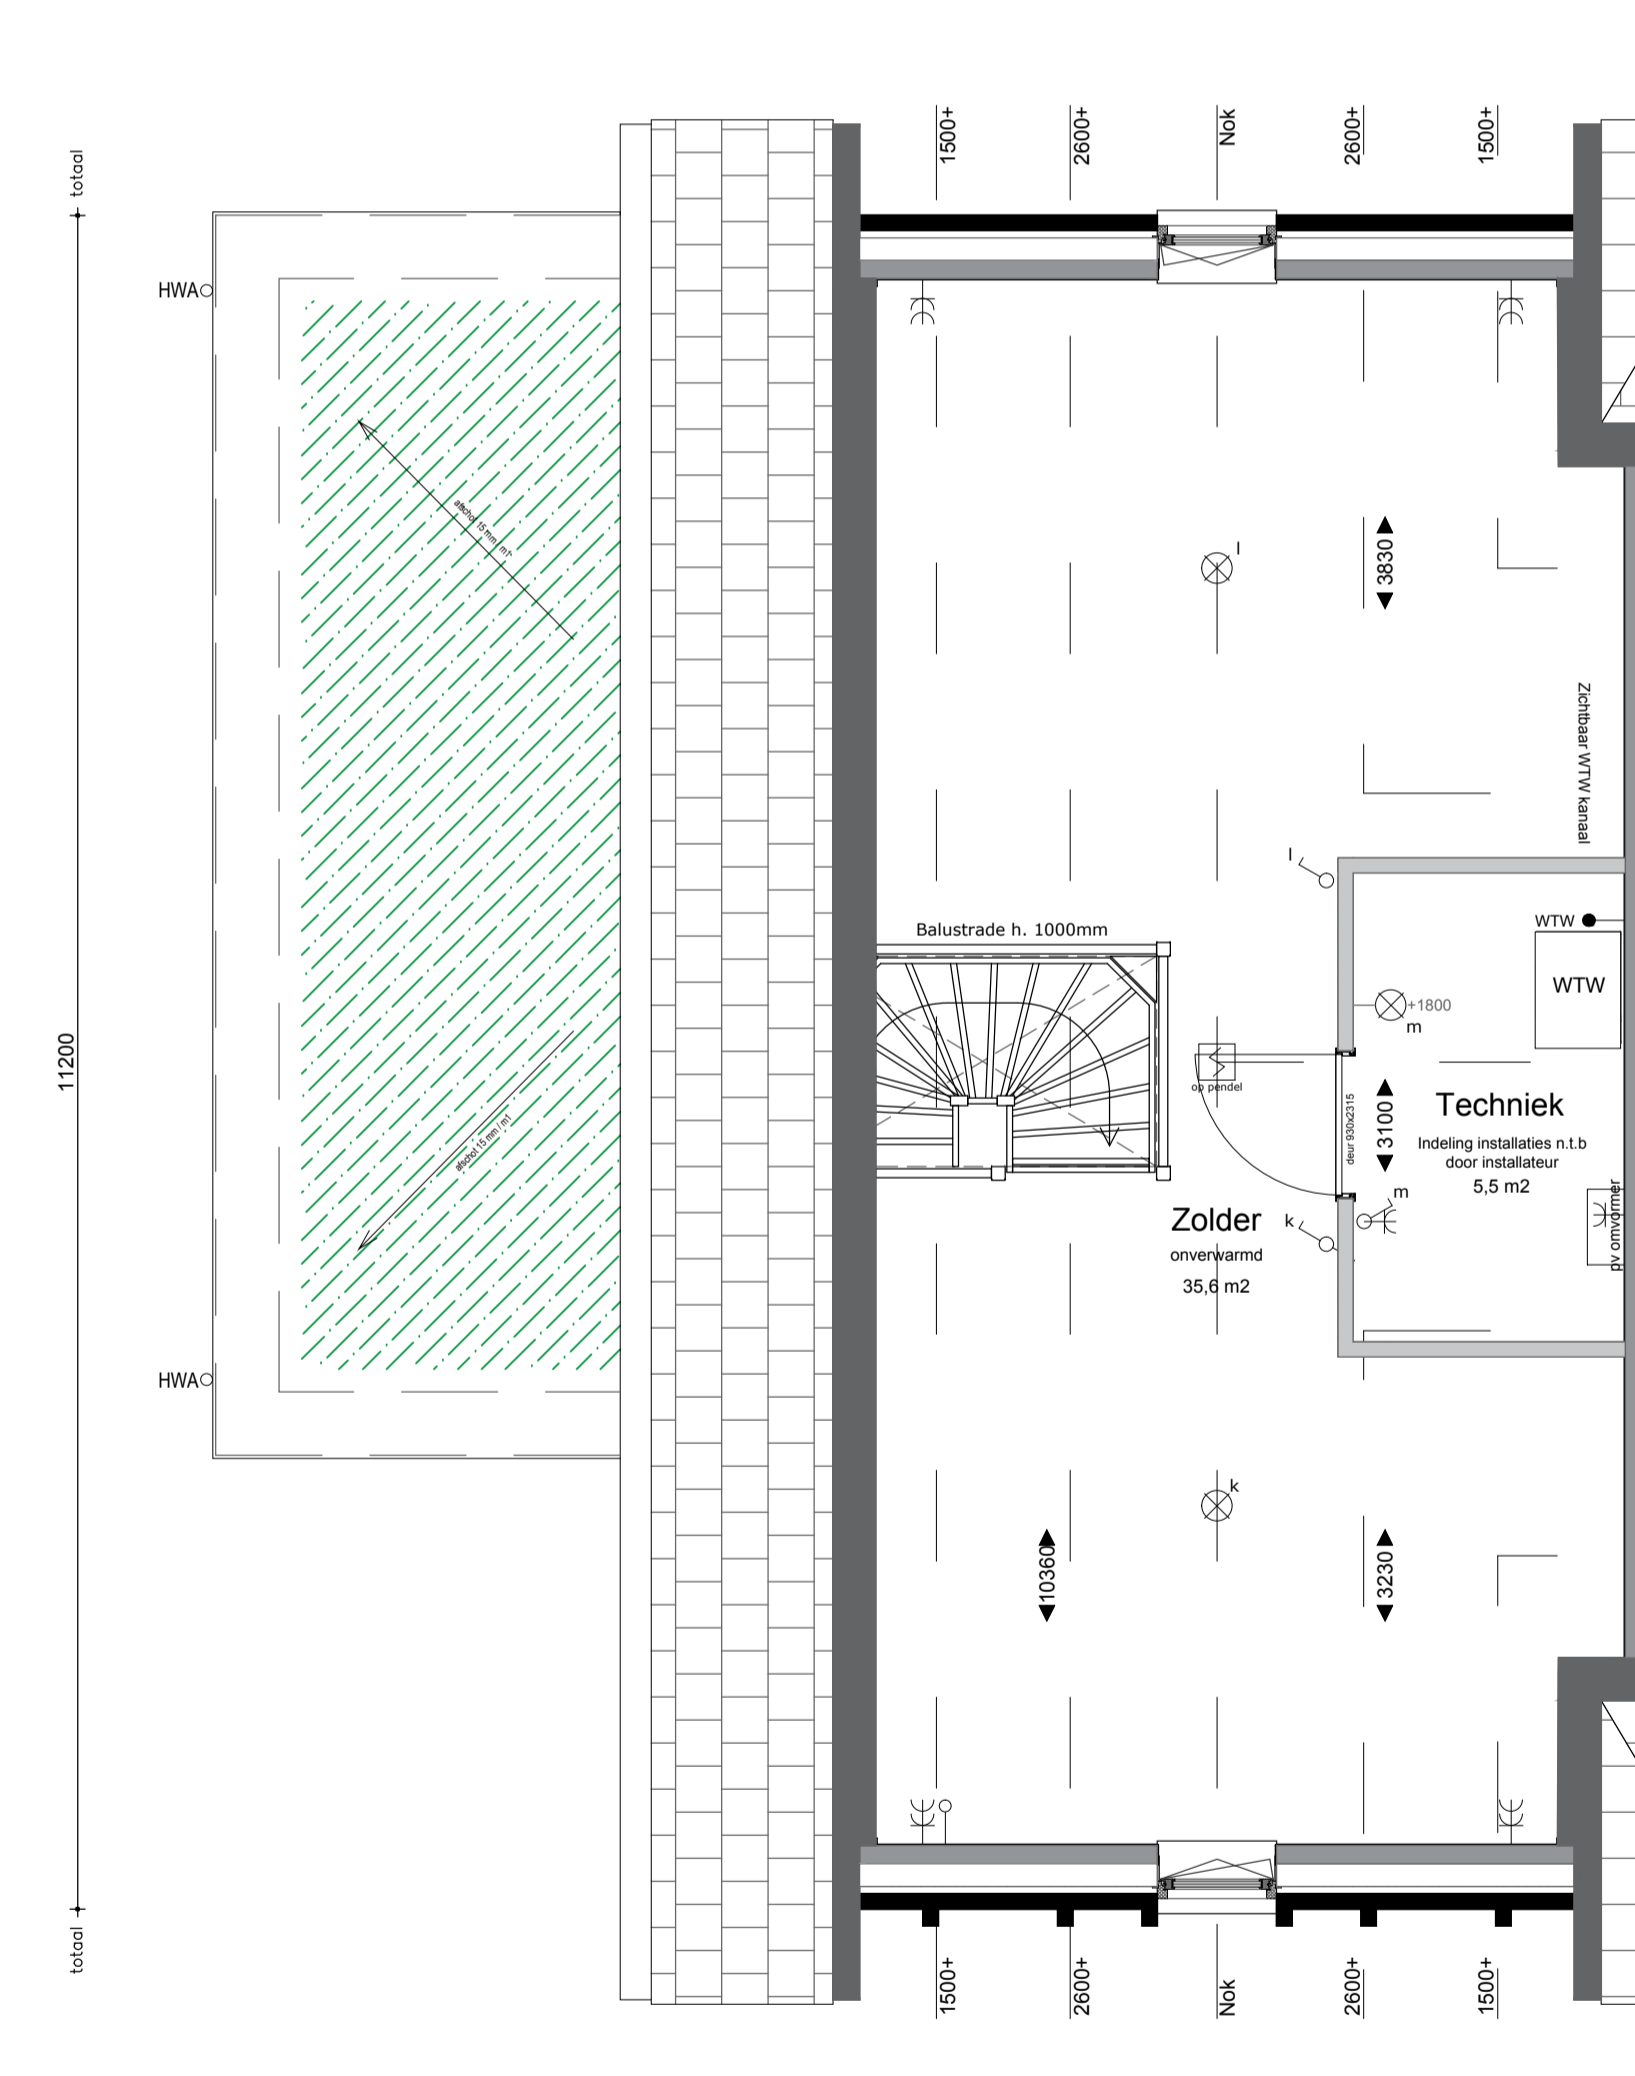 totaal
1500+
2600+
Nok
2600+
1500+
HWA
afschot 15 mm / m1
l
3830
Zichtbaar WTW kanaal
l
Balustrade h. 1000mm
WTW
WTW
+1800
m
11200
op pendel
deur 930x2315
3100
Techniek
Indeling installaties n.t.b
door installateur
5,5 m2
afschot 15 mm / m1
m
pv omvormer
Zolder
k
onverwarmd
35,6 m2
HWA
k
10360
3230
totaal
1500+
2600+
Nok
2600+
1500+